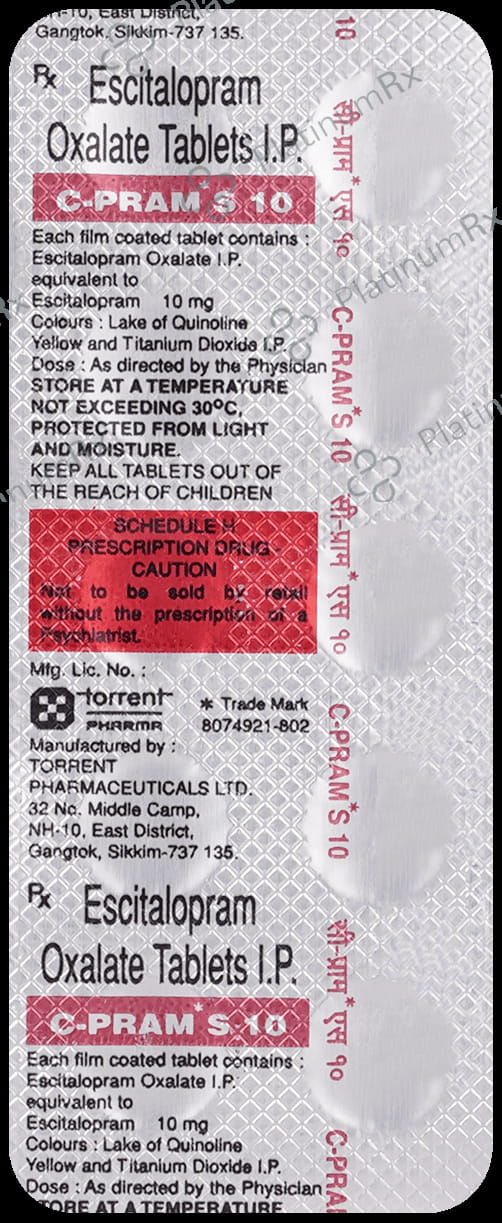 NH-10, East District,
Gangtok, Sikkim-737 135.
Rx Escitalopram
Oxalate Tablets I.P.
C-PRAM* S 10
Each film coated tablet contains :
Escitalopram Oxalate I.P.
equivalent to
Escitalopram 10 mg
Colours : Lake of Quinoline
Yellow and Titanium Dioxide I.P.
Dose : As directed by the Physician
STORE AT A TEMPERATURE
NOT EXCEEDING 30ºC,
PROTECTED FROM LIGHT
AND MOISTURE.
KEEP ALL TABLETS OUT OF
THE REACH OF CHILDREN
SCHEDULE H
PRESCRIPTION DRUG -
CAUTION
Not to be sold by retail
without the prescription of a
Psychiatrist.
Mfg. Lic. No. :
torrent
PHARMA
* Trade Mark
8074921-802
Manufactured by :
TORRENT
PHARMACEUTICALS LTD.
32 No. Middle Camp,
NH-10, East District,
Gangtok, Sikkim-737 135.
Rx Escitalopram
Oxalate Tablets I.P.
C-PRAM* S 10
Each film coated tablet contains :
Escitalopram Oxalate I.P.
equivalent to
Escitalopram 10 mg
Colours : Lake of Quinoline
Yellow and Titanium Dioxide I.P.
Dose : As directed by the Physician
STORE AT A TEMPERATURE
10
सी-प्राम* एस १०
C-PRAM* S 10
सी-प्राम* एस १०
C-PRAM* S 10
सी-प्राम* एस १०
C-PRA
PlatinumRx
PlatinumRx
PlatinumRx